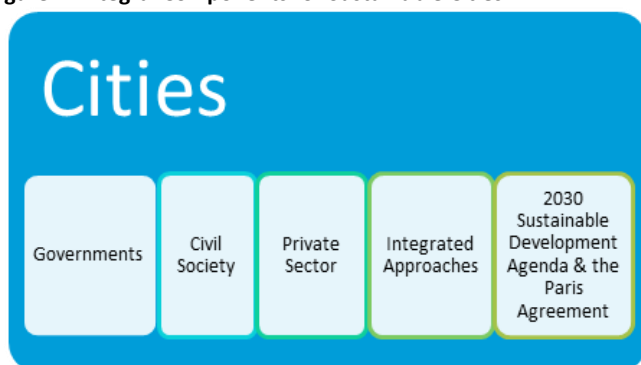 Cities
Governments
Civil
Society
Private
Sector
Integrated
Approaches
2030
Sustainable
Development
Agenda & the
Paris
Agreement